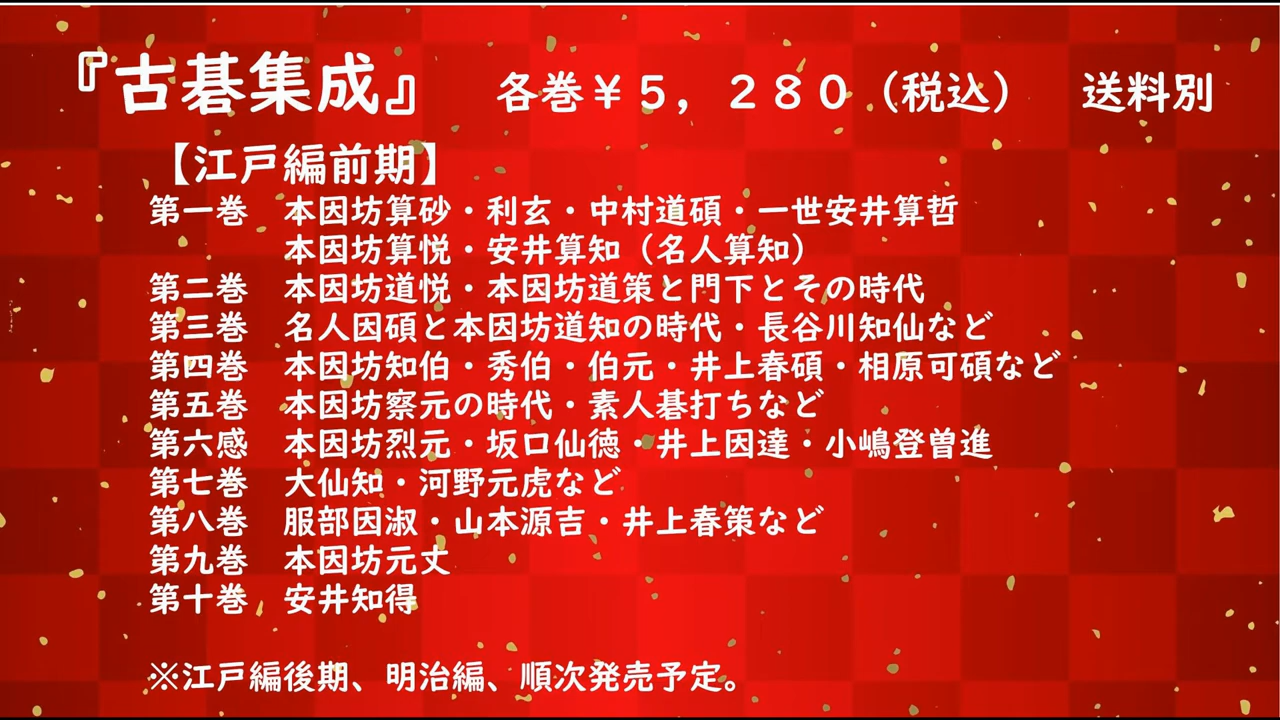 『古碁集成』　各巻￥５，２８０（税込）　送料別
【江戸編前期】
第一巻　本因坊算砂・利玄・中村道碩・一世安井算哲
本因坊算悦・安井算知（名人算知）
第二巻　本因坊道悦・本因坊道策と門下とその時代
第三巻　名人因碩と本因坊道知の時代・長谷川知仙など
第四巻　本因坊知伯・秀伯・伯元・井上春碩・相原可碩など
第五巻　本因坊察元の時代・素人碁打ちなど
第六感　本因坊烈元・坂口仙徳・井上因達・小嶋登曽進
第七巻　大仙知・河野元虎など
第八巻　服部因淑・山本源吉・井上春策など
第九巻　本因坊元丈
第十巻　安井知得
※江戸編後期、明治編、順次発売予定。